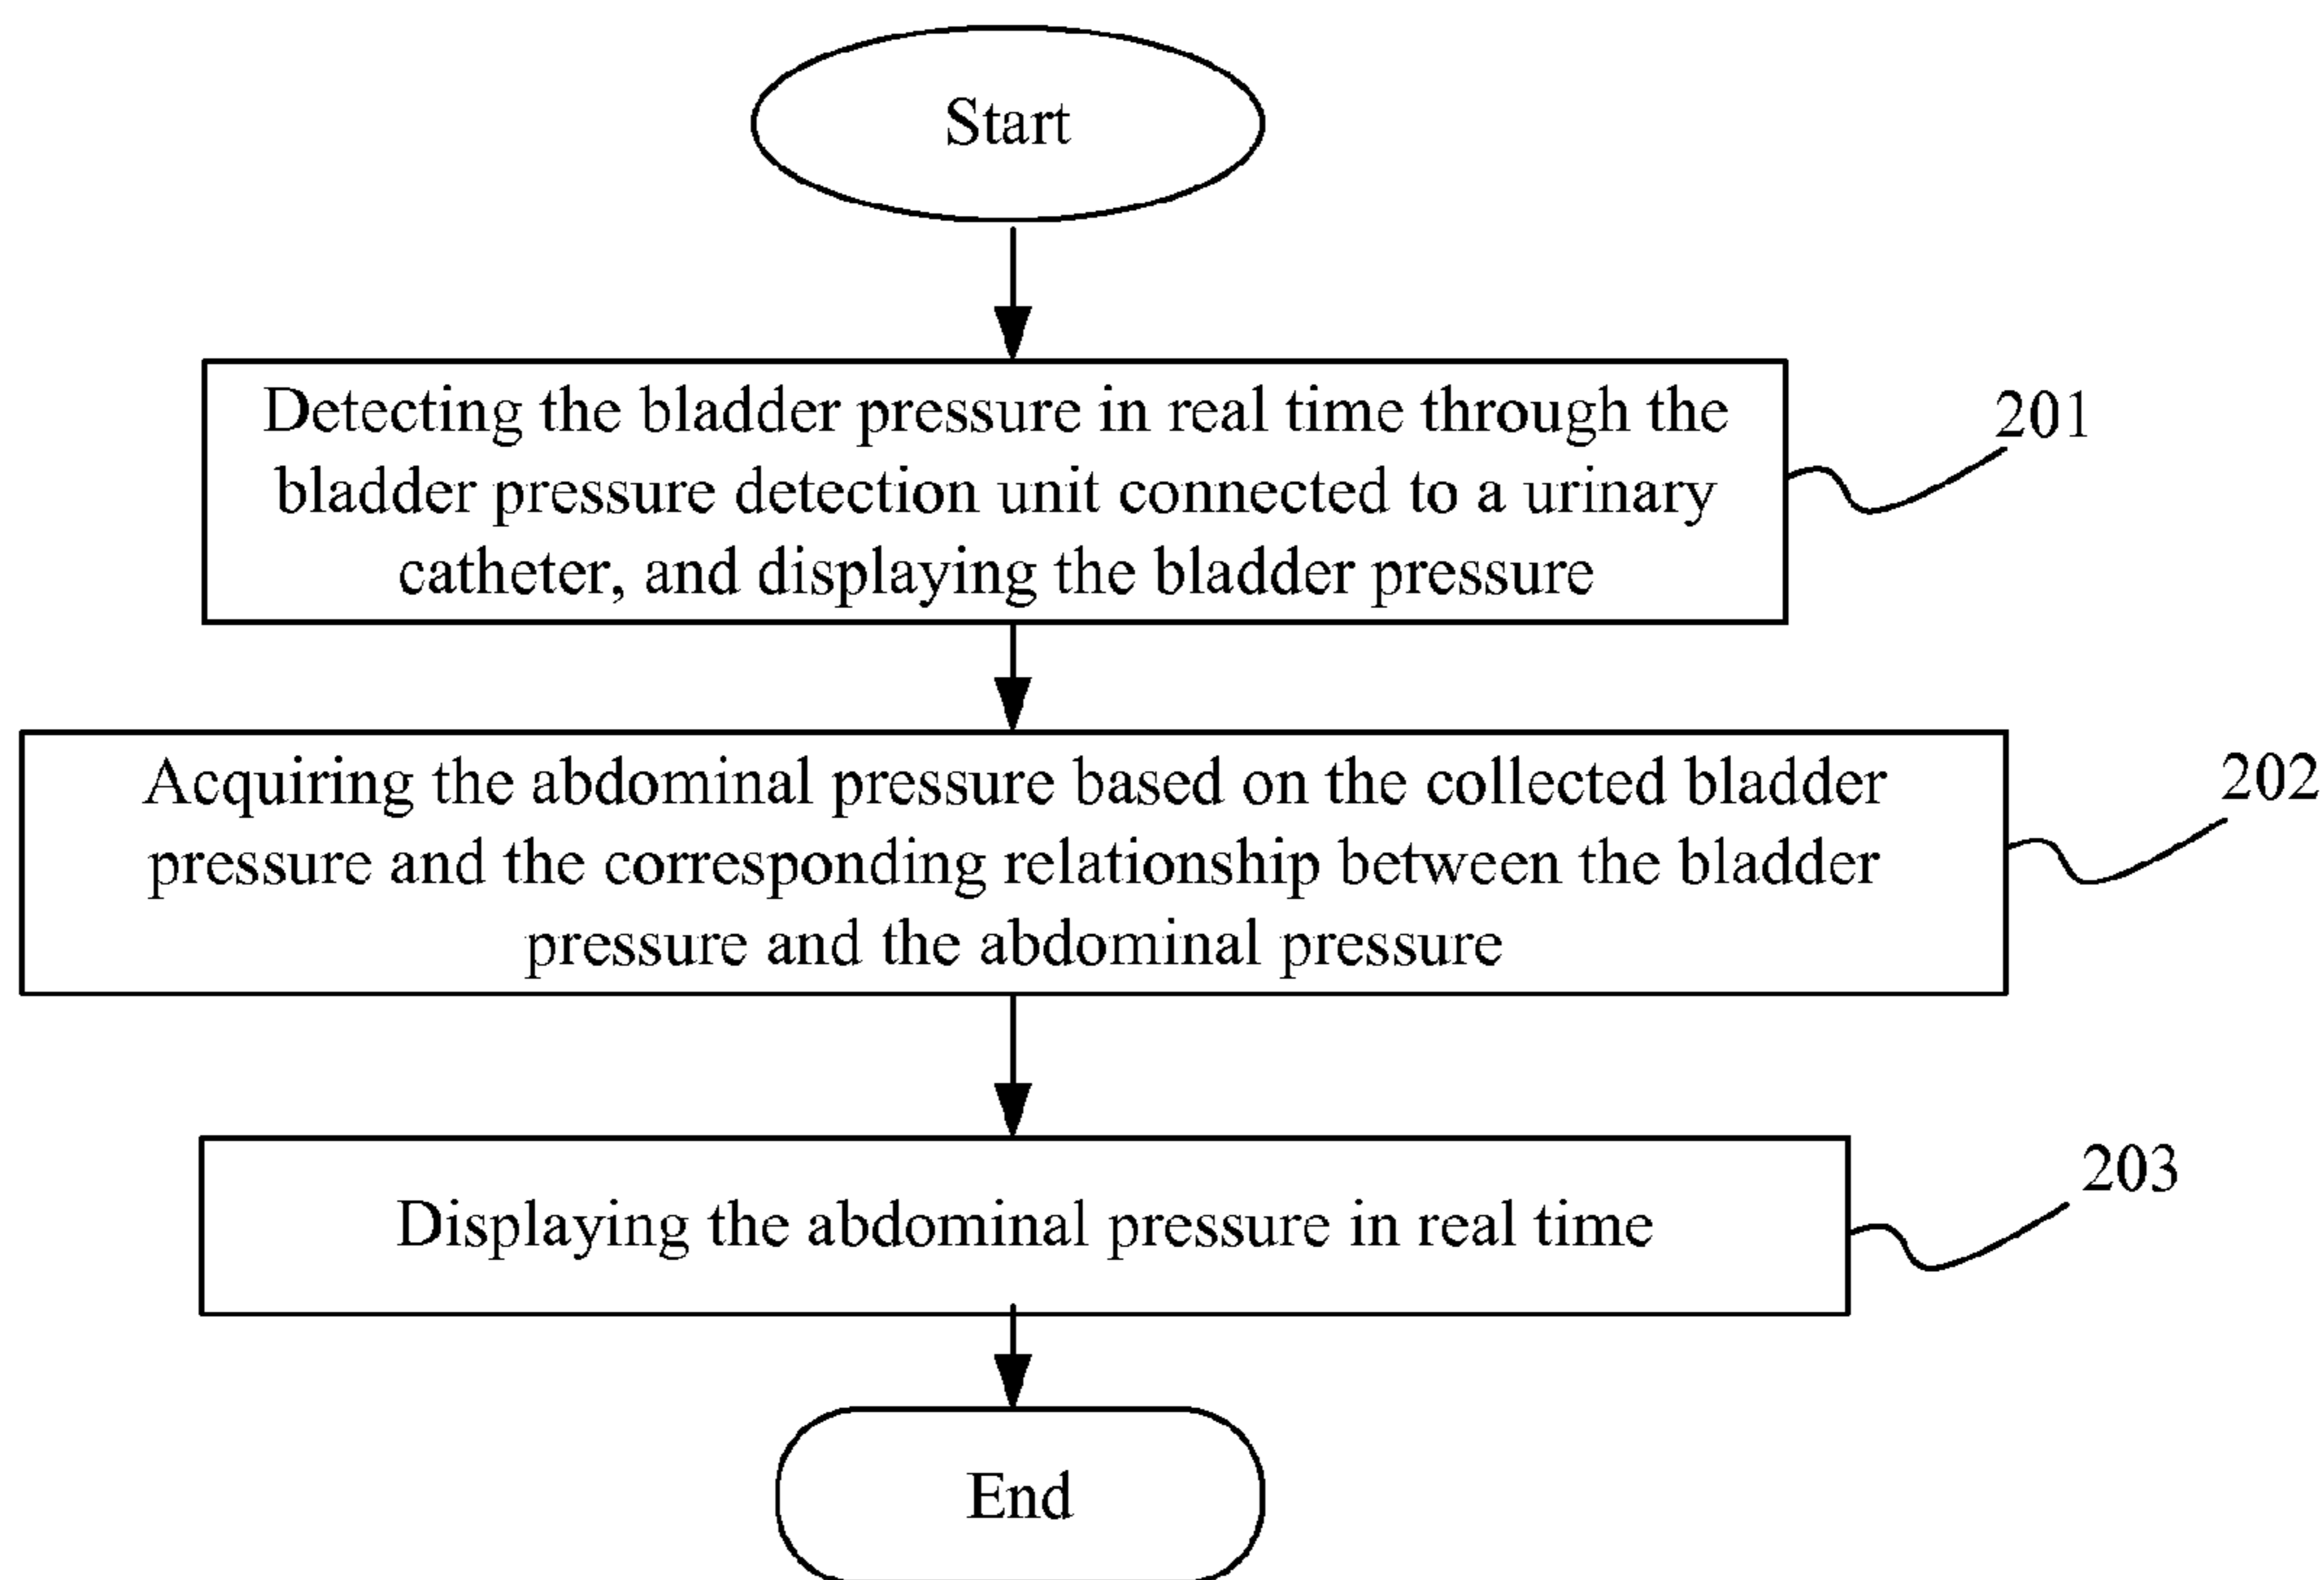 Start
Detecting the bladder pressure in real time through the
bladder pressure detection unit connected to a urinary
catheter, and displaying the bladder pressure
201
Acquiring the abdominal pressure based on the collected bladder
pressure and the corresponding relationship between the bladder
pressure and the abdominal pressure
202
Displaying the abdominal pressure in real time
203
End